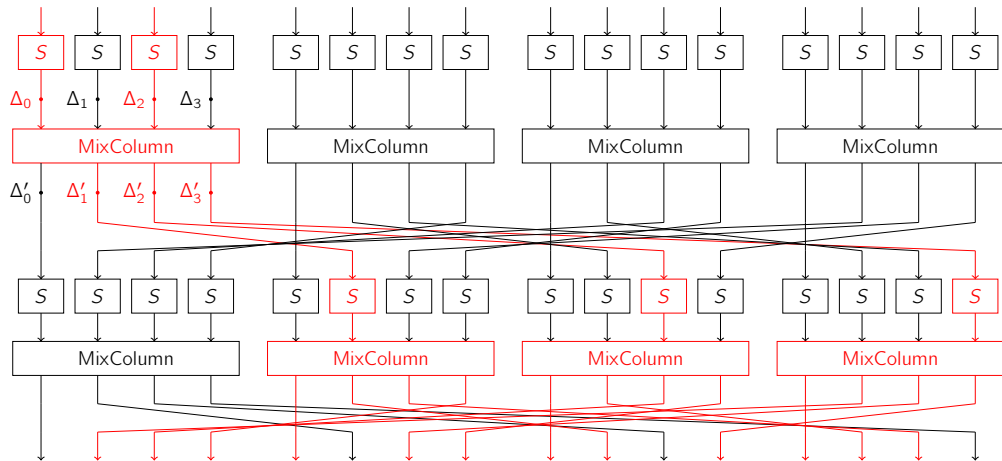 S S S S S S S S S S S S S S S S
Δ₀ Δ₁ Δ₂ Δ₃
MixColumn MixColumn MixColumn MixColumn
Δ′₀ Δ′₁ Δ′₂ Δ′₃
S S S S S S S S S S S S S S S S
MixColumn MixColumn MixColumn MixColumn